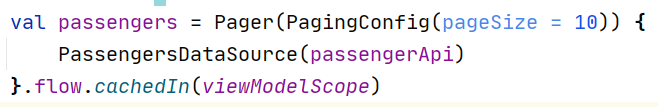 val passengers = Pager(PagingConfig(pageSize = 10)) {
    PassengersDataSource(passengerApi)
}.flow.cachedIn(viewModelScope)